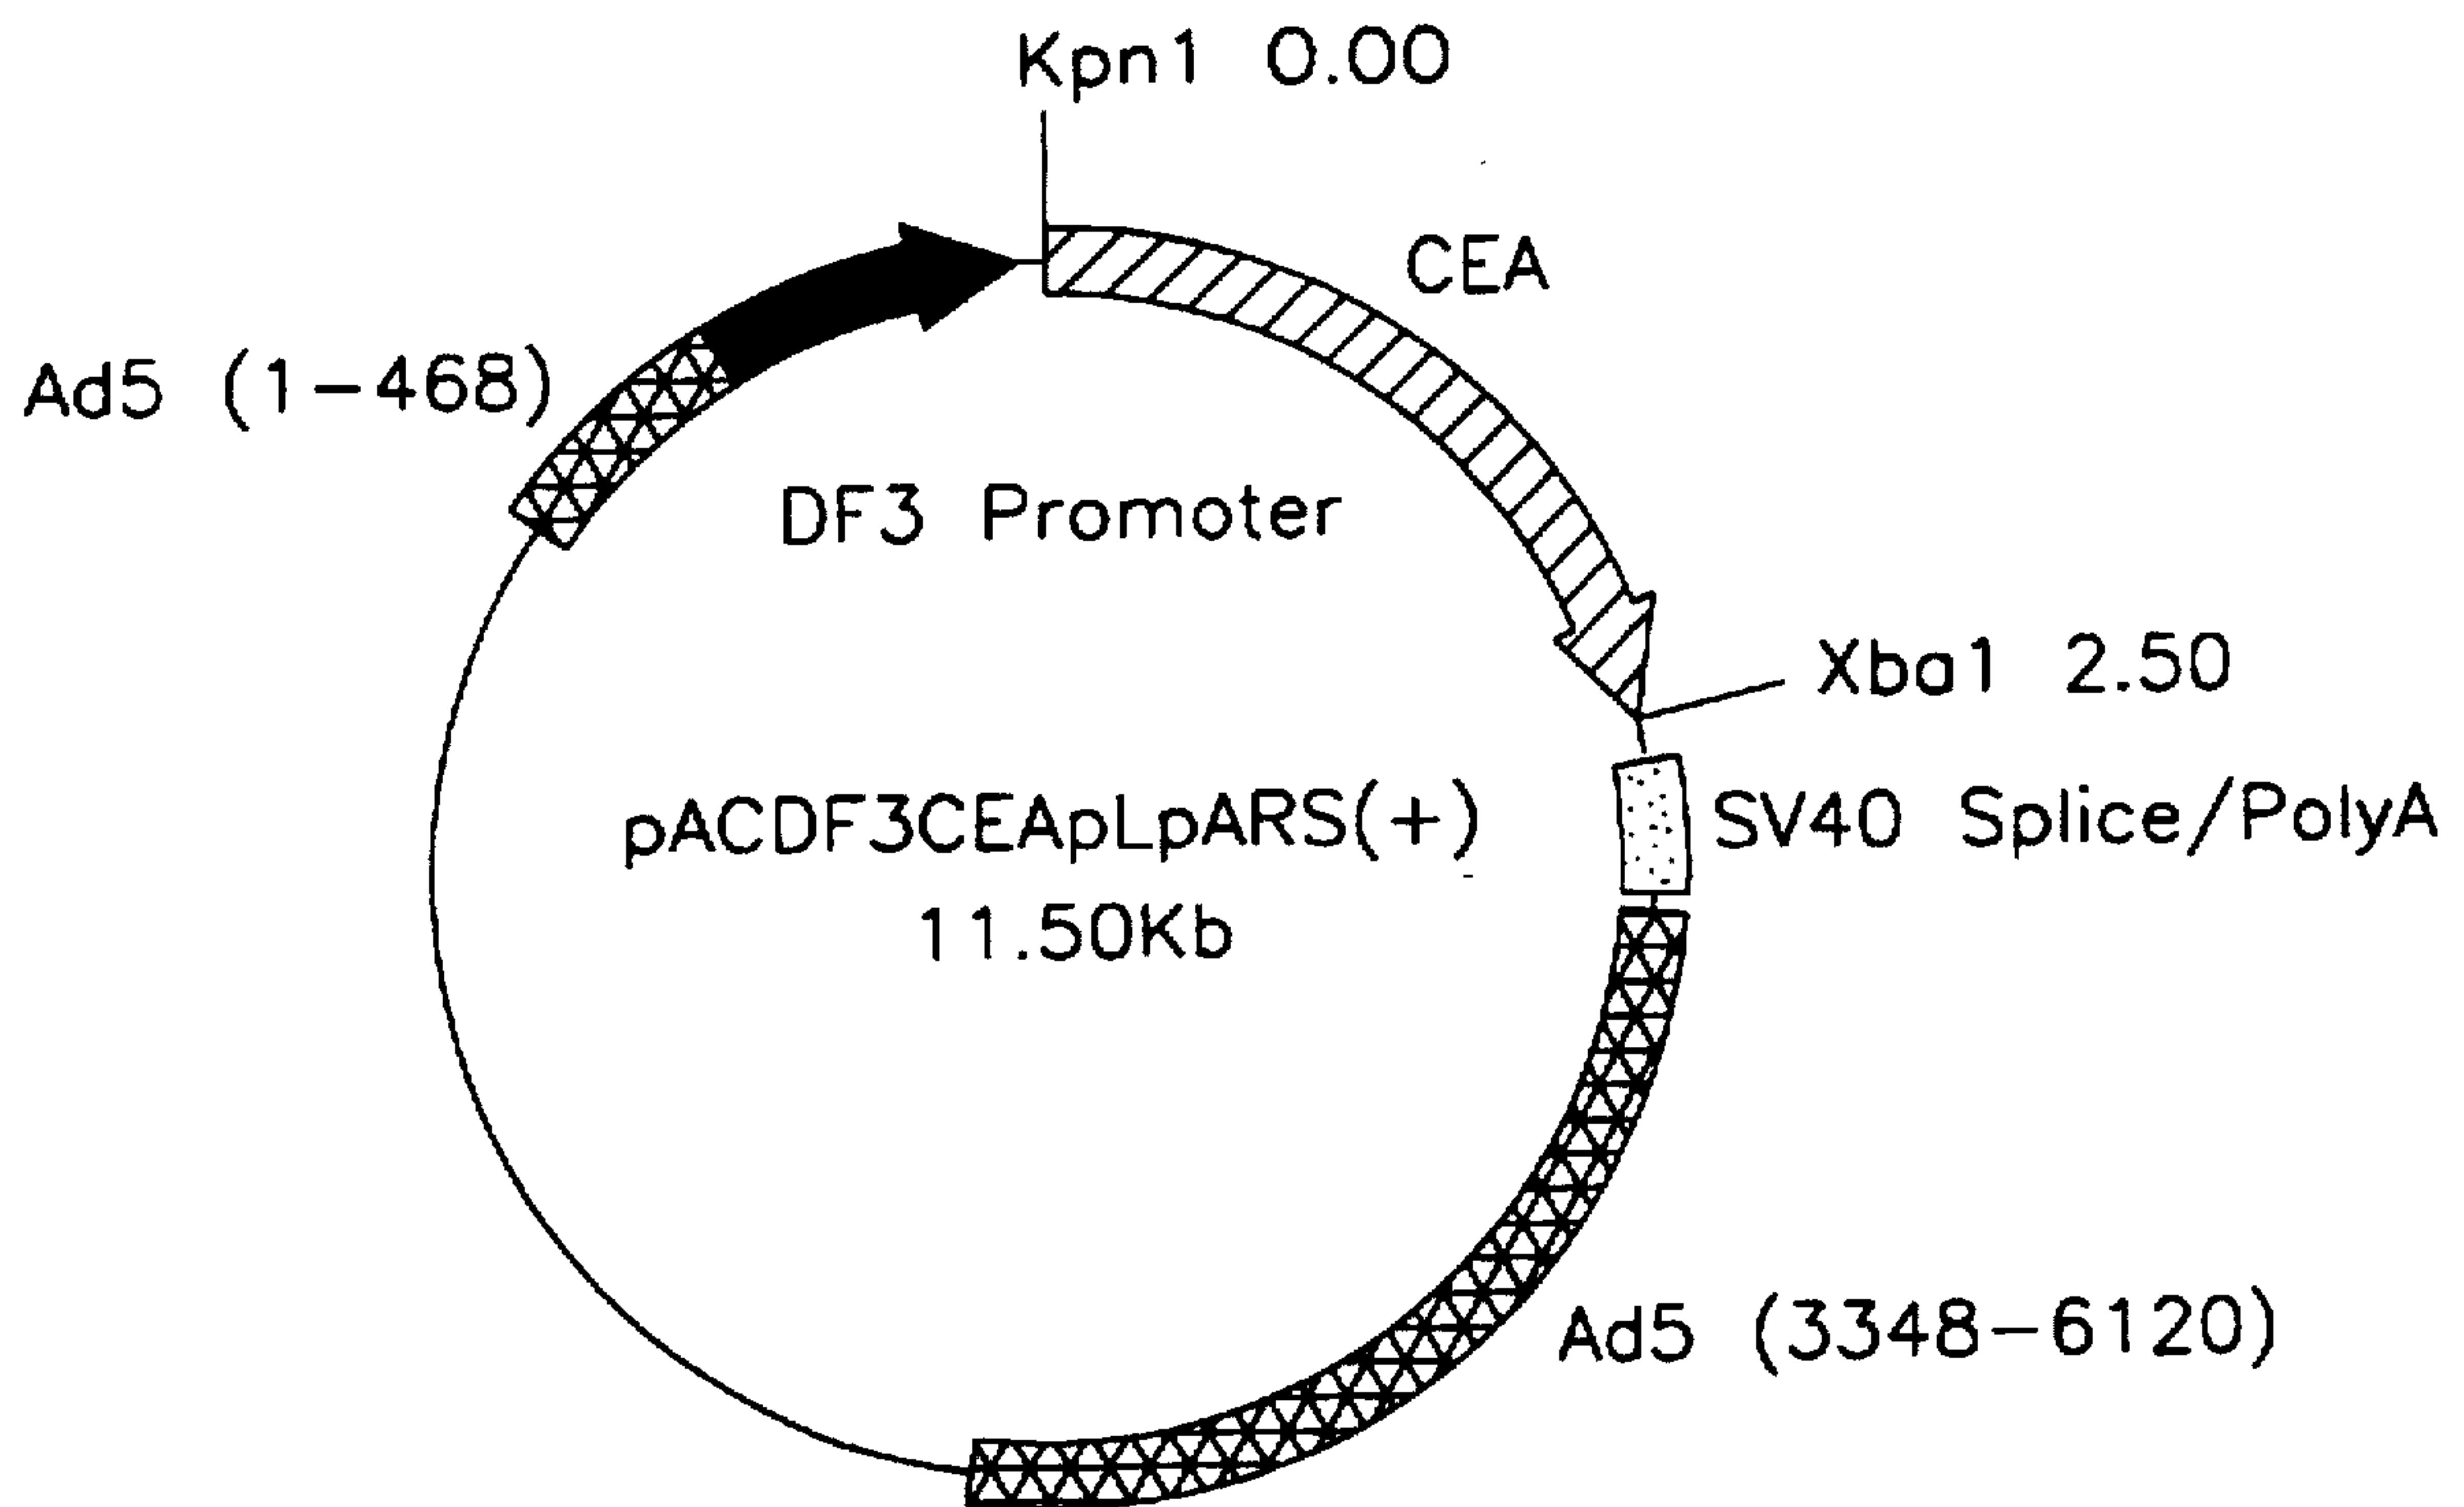 Kpn1 0.00
CEA
Ad5 (1-468)
DF3 Promoter
Xba1 2.50
pACDF3CEApLpARS(+)
11.50Kb
SV40 Splice/PolyA
Ad5 (3348-6120)